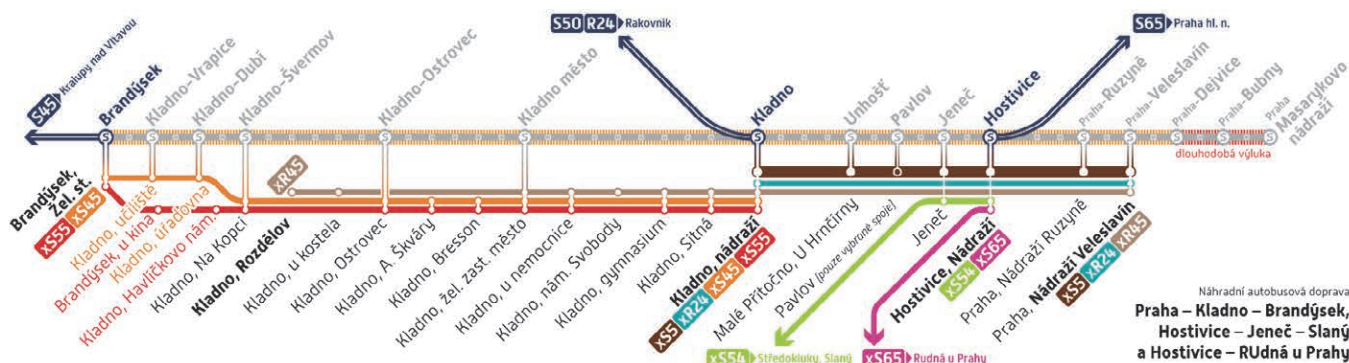 S50 R24 Rakovník
S65 Praha hl. n.
S45 Kralupy nad Vltavou
Brandýsek
Kladno-Vrapice
Kladno-Dubí
Kladno-Švermov
Kladno-Ostrovec
Kladno město
Kladno
Unhošť
Pavlov
Jeneč
Hostivice
Praha-Ruzyně
Praha-Veleslavín
Praha-Dejvice
Praha-Bubny
Praha
Masarykovo
nádraží
dlouhodobá výluka
xR45
Brandýsek,
Žel. st.
xS55 xS45
Kladno, učiliště
Brandýsek, u kina
Kladno, úřadovna
Kladno, Havlíčkovo nám.
Kladno, Na Kopci
Kladno, Rozdělov
Kladno, u kostela
Kladno, Ostrovec
Kladno, A. Škváry
Kladno, Bresson
Kladno, žel. zast. město
Kladno, u nemocnice
Kladno, nám. Svobody
Kladno, gymnasium
Kladno, Sítná
Kladno, nádraží
xS5 xR24 xS45 xS55
Malé Přítočno, U Hrnčírny
Pavlov [pouze vybrané spoje]
Jeneč
Hostivice, Nádraží
xS54 xS65
Praha, Nádraží Ruzyně
Praha, Nádraží Veleslavín
xS5 xR24 xR45
xS54 Středokluky, Slaný
xS65 Rudná u Prahy
Náhradní autobusová doprava
Praha – Kladno – Brandýsek,
Hostivice – Jeneč – Slaný
a Hostivice – RUdná u Prahy